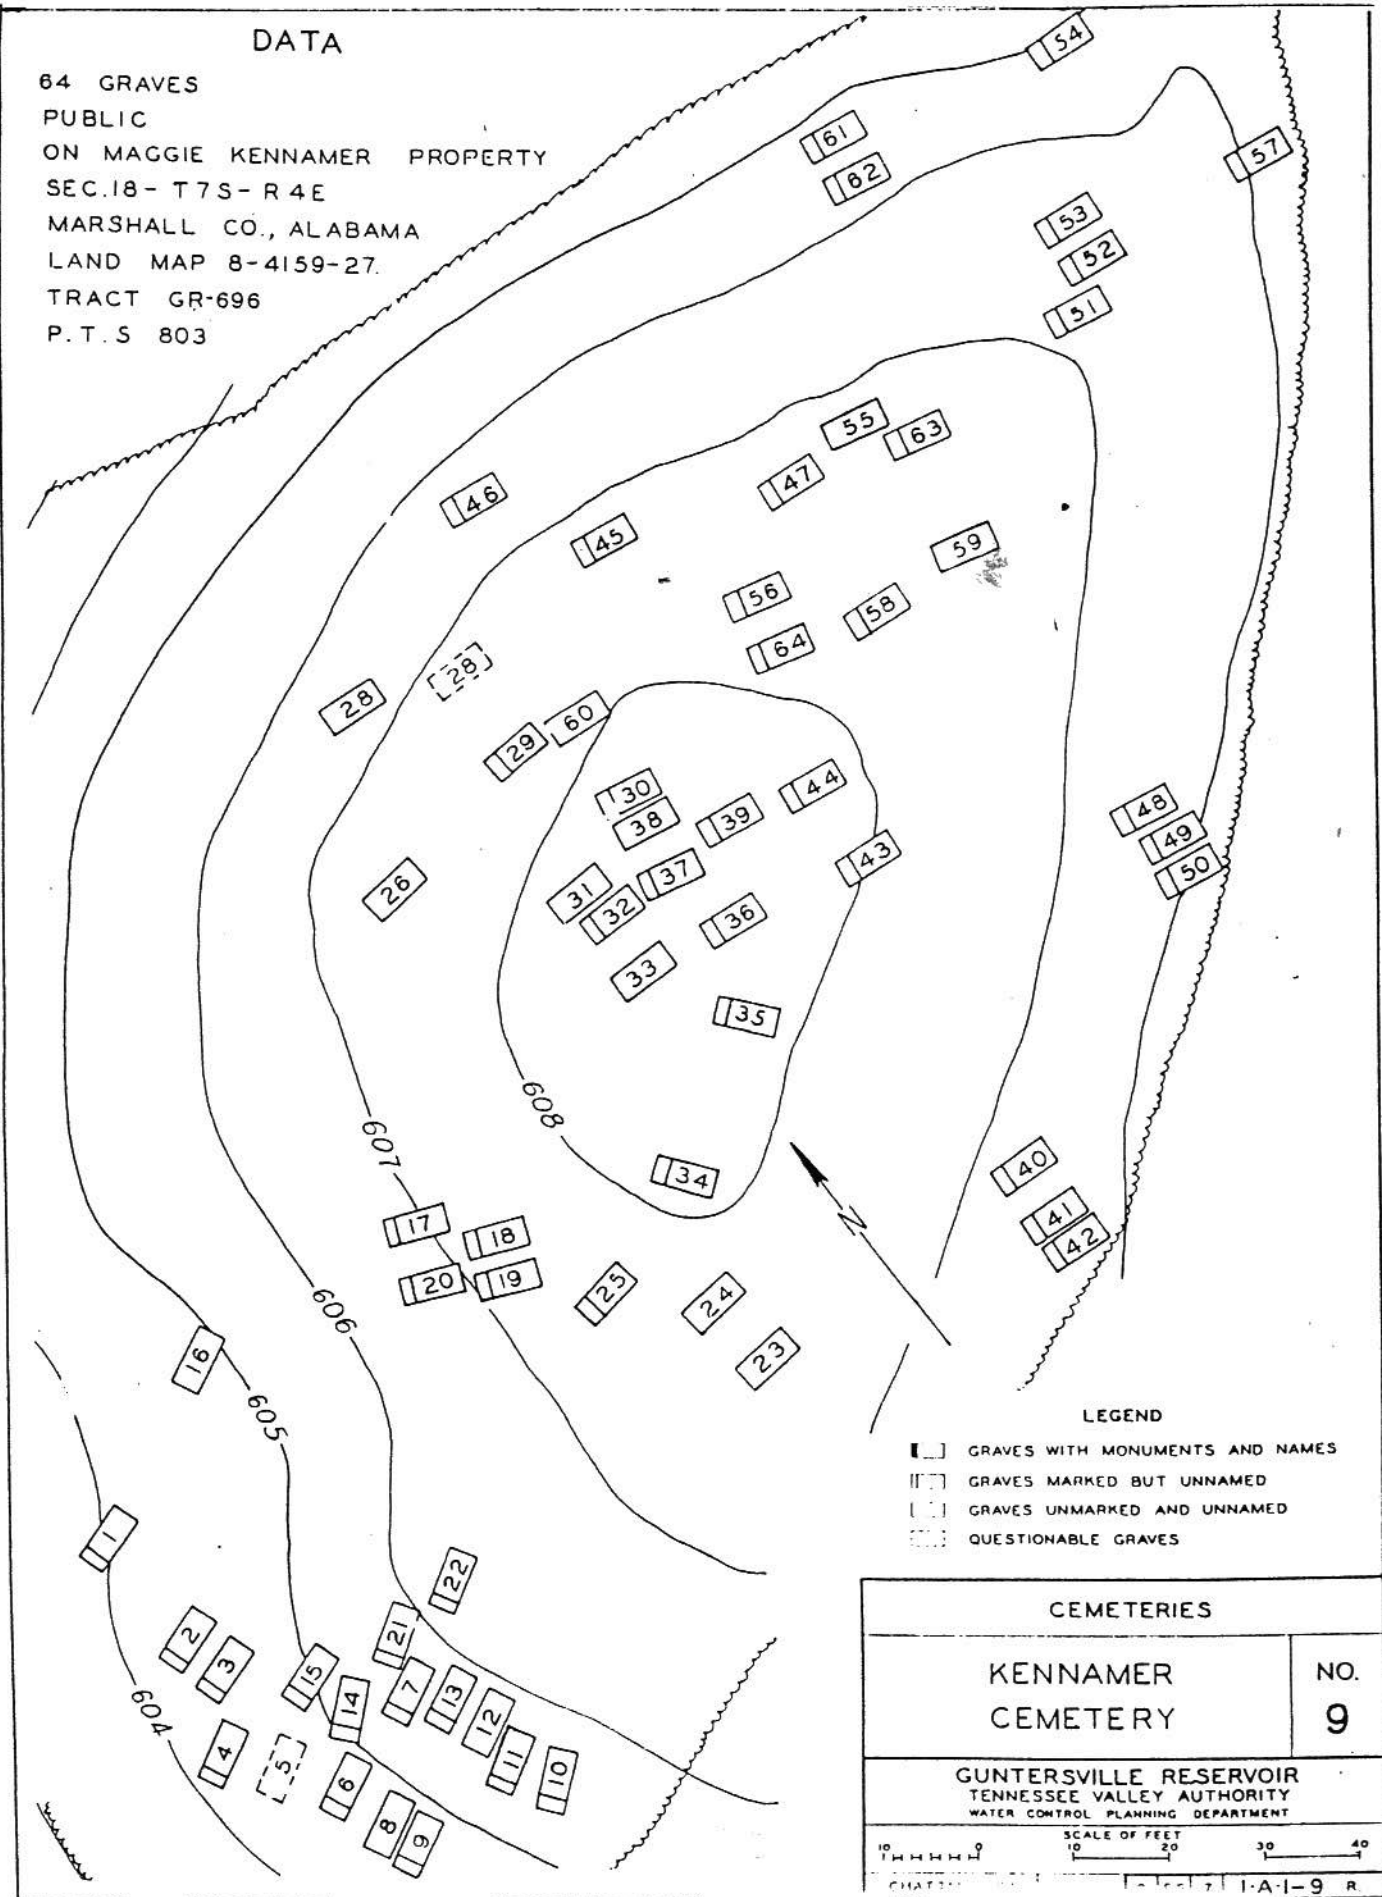 DATA
64 GRAVES
PUBLIC
ON MAGGIE KENNAMER PROPERTY
SEC.18-T7S-R4E
MARSHALL CO., ALABAMA
LAND MAP 8-4159-27.
TRACT GR-696
P.T.S 803
54
61
62
57
53
52
51
55
63
47
46
45
59
56
58
64
28
28
60
29
30
38
39
44
48
49
50
43
37
31
32
26
36
33
35
608
607
34
40
41
42
N
17
18
20
19
25
24
23
606
16
605
LEGEND
GRAVES WITH MONUMENTS AND NAMES
GRAVES MARKED BUT UNNAMED
GRAVES UNMARKED AND UNNAMED
QUESTIONABLE GRAVES
1
22
21
2
3
15
14
7
13
12
11
10
604
4
5
6
8
9
CEMETERIES
KENNAMER
CEMETERY
NO.
9
GUNTERSVILLE RESERVOIR
TENNESSEE VALLEY AUTHORITY
WATER CONTROL PLANNING DEPARTMENT
SCALE OF FEET
10 0 10 20 30 40
7 1-A-1-9 R